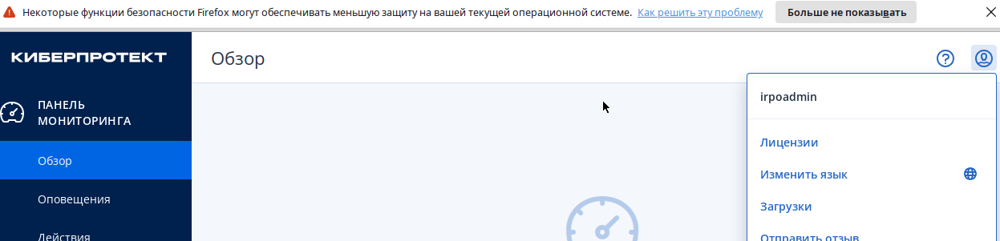 Некоторые функции безопасности Firefox могут обеспечивать меньшую защиту на вашей текущей операционной системе. Как решить эту проблему Больше не показывать
КИБЕРПРОТЕКТ
Обзор
irpoadmin
ПАНЕЛЬ
МОНИТОРИНГА
Лицензии
Обзор
Изменить язык
Оповещения
Загрузки
Действия
Отправить отзыв